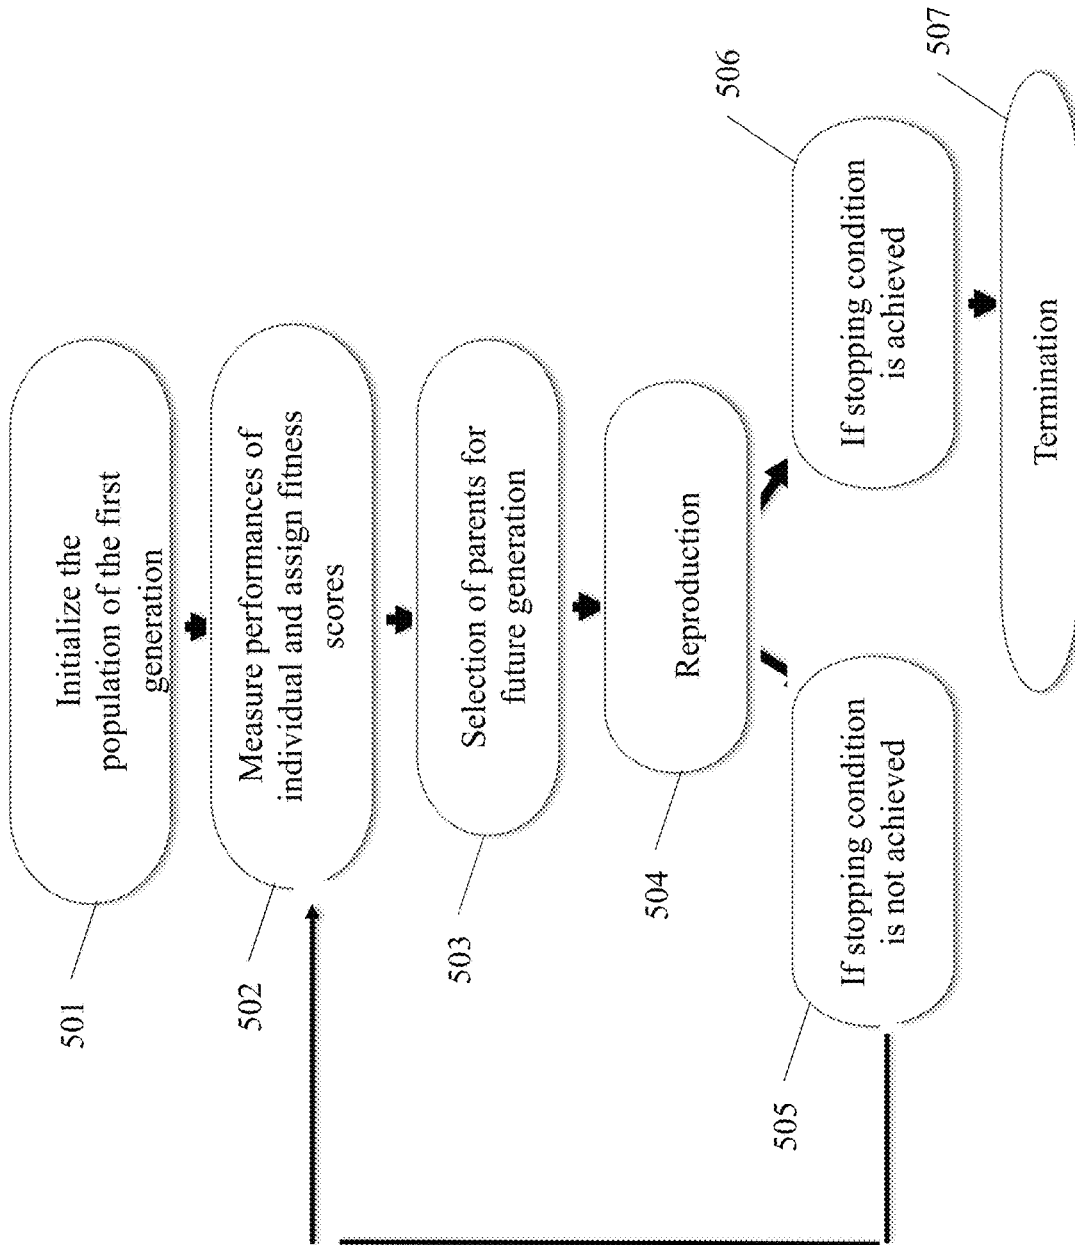 501
Initialize the
population of the first
generation
502
Measure performances of
individual and assign fitness
scores
503
Selection of parents for
future generation
504
Reproduction
505
If stopping condition
is not achieved
506
If stopping condition
is achieved
507
Termination